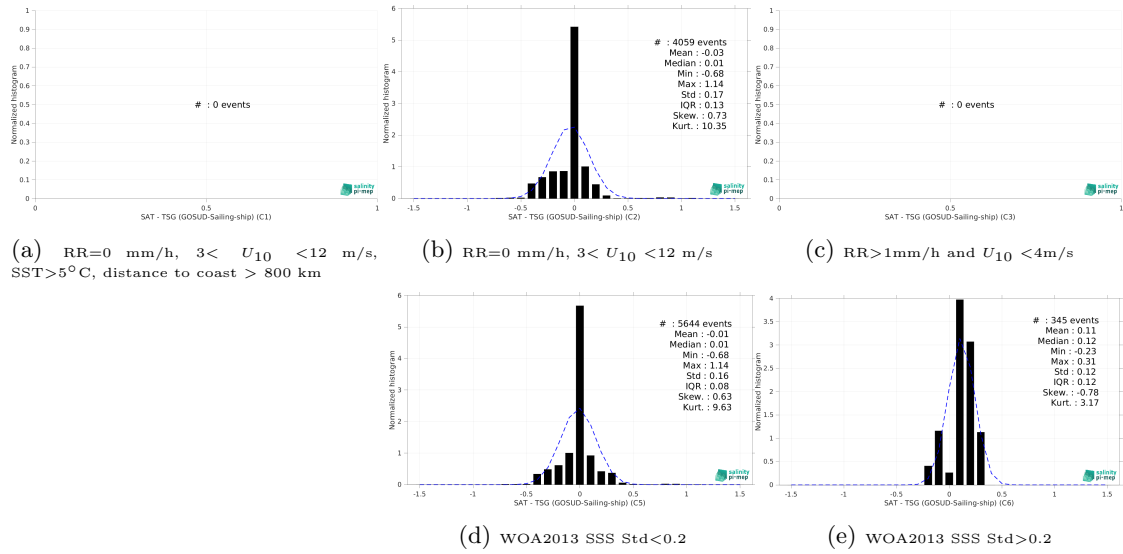 1
0.9
0.8
0.7
0.6
0.5
0.4
0.3
0.2
0.1
0
Normalized histogram
# : 0 events
salinity
pi-mep
0 0.5 1
SAT - TSG (GOSUD-Sailing-ship) (C1)
(a) RR=0 mm/h, 3< U10 <12 m/s,
SST>5°C, distance to coast > 800 km
6
5
4
3
2
1
0
Normalized histogram
# : 4059 events
Mean : -0.03
Median : 0.01
Min : -0.68
Max : 1.14
Std : 0.17
IQR : 0.13
Skew. : 0.73
Kurt. : 10.35
salinity
pi-mep
-1.5 -1 -0.5 0 0.5 1 1.5
SAT - TSG (GOSUD-Sailing-ship) (C2)
(b) RR=0 mm/h, 3< U10 <12 m/s
1
0.9
0.8
0.7
0.6
0.5
0.4
0.3
0.2
0.1
0
Normalized histogram
# : 0 events
salinity
pi-mep
0 0.5 1
SAT - TSG (GOSUD-Sailing-ship) (C3)
(c) RR>1mm/h and U10 <4m/s
6
5
4
3
2
1
0
Normalized histogram
# : 5644 events
Mean : -0.01
Median : 0.01
Min : -0.68
Max : 1.14
Std : 0.16
IQR : 0.08
Skew. : 0.63
Kurt. : 9.63
salinity
pi-mep
-1.5 -1 -0.5 0 0.5 1 1.5
SAT - TSG (GOSUD-Sailing-ship) (C5)
(d) WOA2013 SSS Std<0.2
4
3.5
3
2.5
2
1.5
1
0.5
0
Normalized histogram
# : 345 events
Mean : 0.11
Median : 0.12
Min : -0.23
Max : 0.31
Std : 0.12
IQR : 0.12
Skew. : -0.78
Kurt. : 3.17
salinity
pi-mep
-1.5 -1 -0.5 0 0.5 1 1.5
SAT - TSG (GOSUD-Sailing-ship) (C6)
(e) WOA2013 SSS Std>0.2